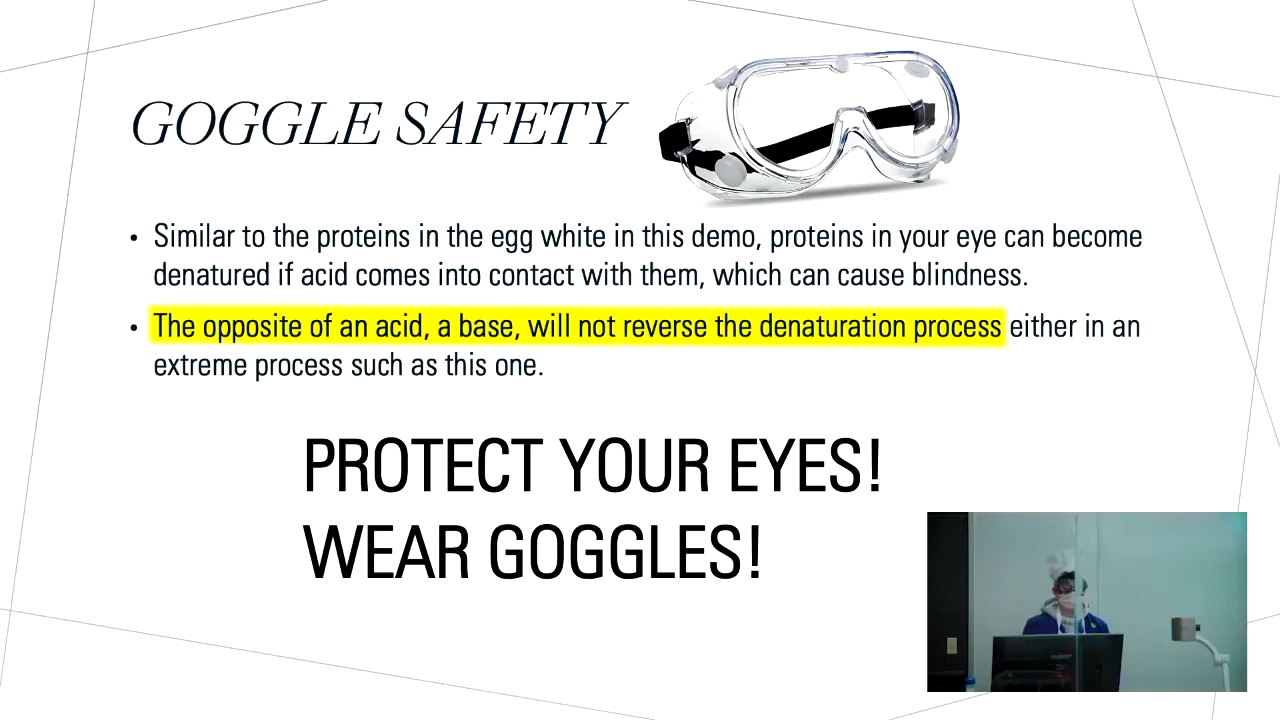 GOGGLE SAFETY
• Similar to the proteins in the egg white in this demo, proteins in your eye can become
denatured if acid comes into contact with them, which can cause blindness.
• The opposite of an acid, a base, will not reverse the denaturation process either in an
extreme process such as this one.
PROTECT YOUR EYES!
WEAR GOGGLES!